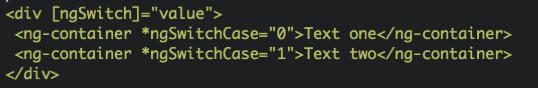 <div [ngSwitch]="value">
<ng-container *ngSwitchCase="0">Text one</ng-container>
<ng-container *ngSwitchCase="1">Text two</ng-container>
</div>